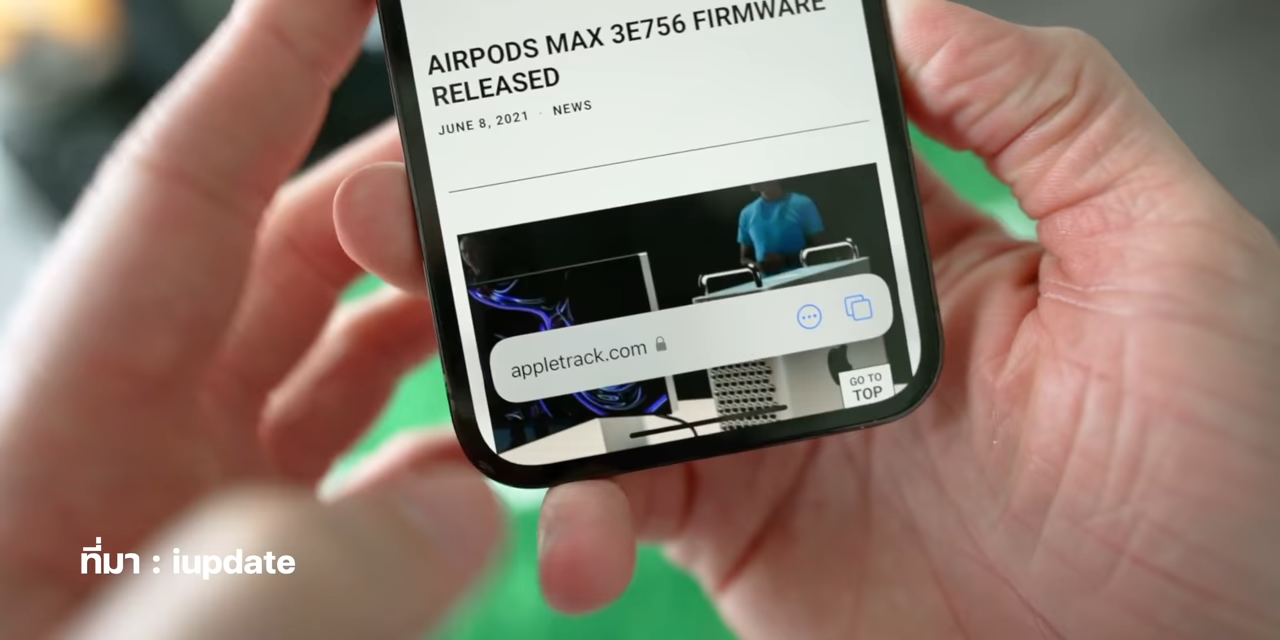 AIRPODS MAX 3E756 FIRMWARE
RELEASED
JUNE 8, 2021 · NEWS
appletrack.com
GO TO
TOP
ที่มา : iupdate